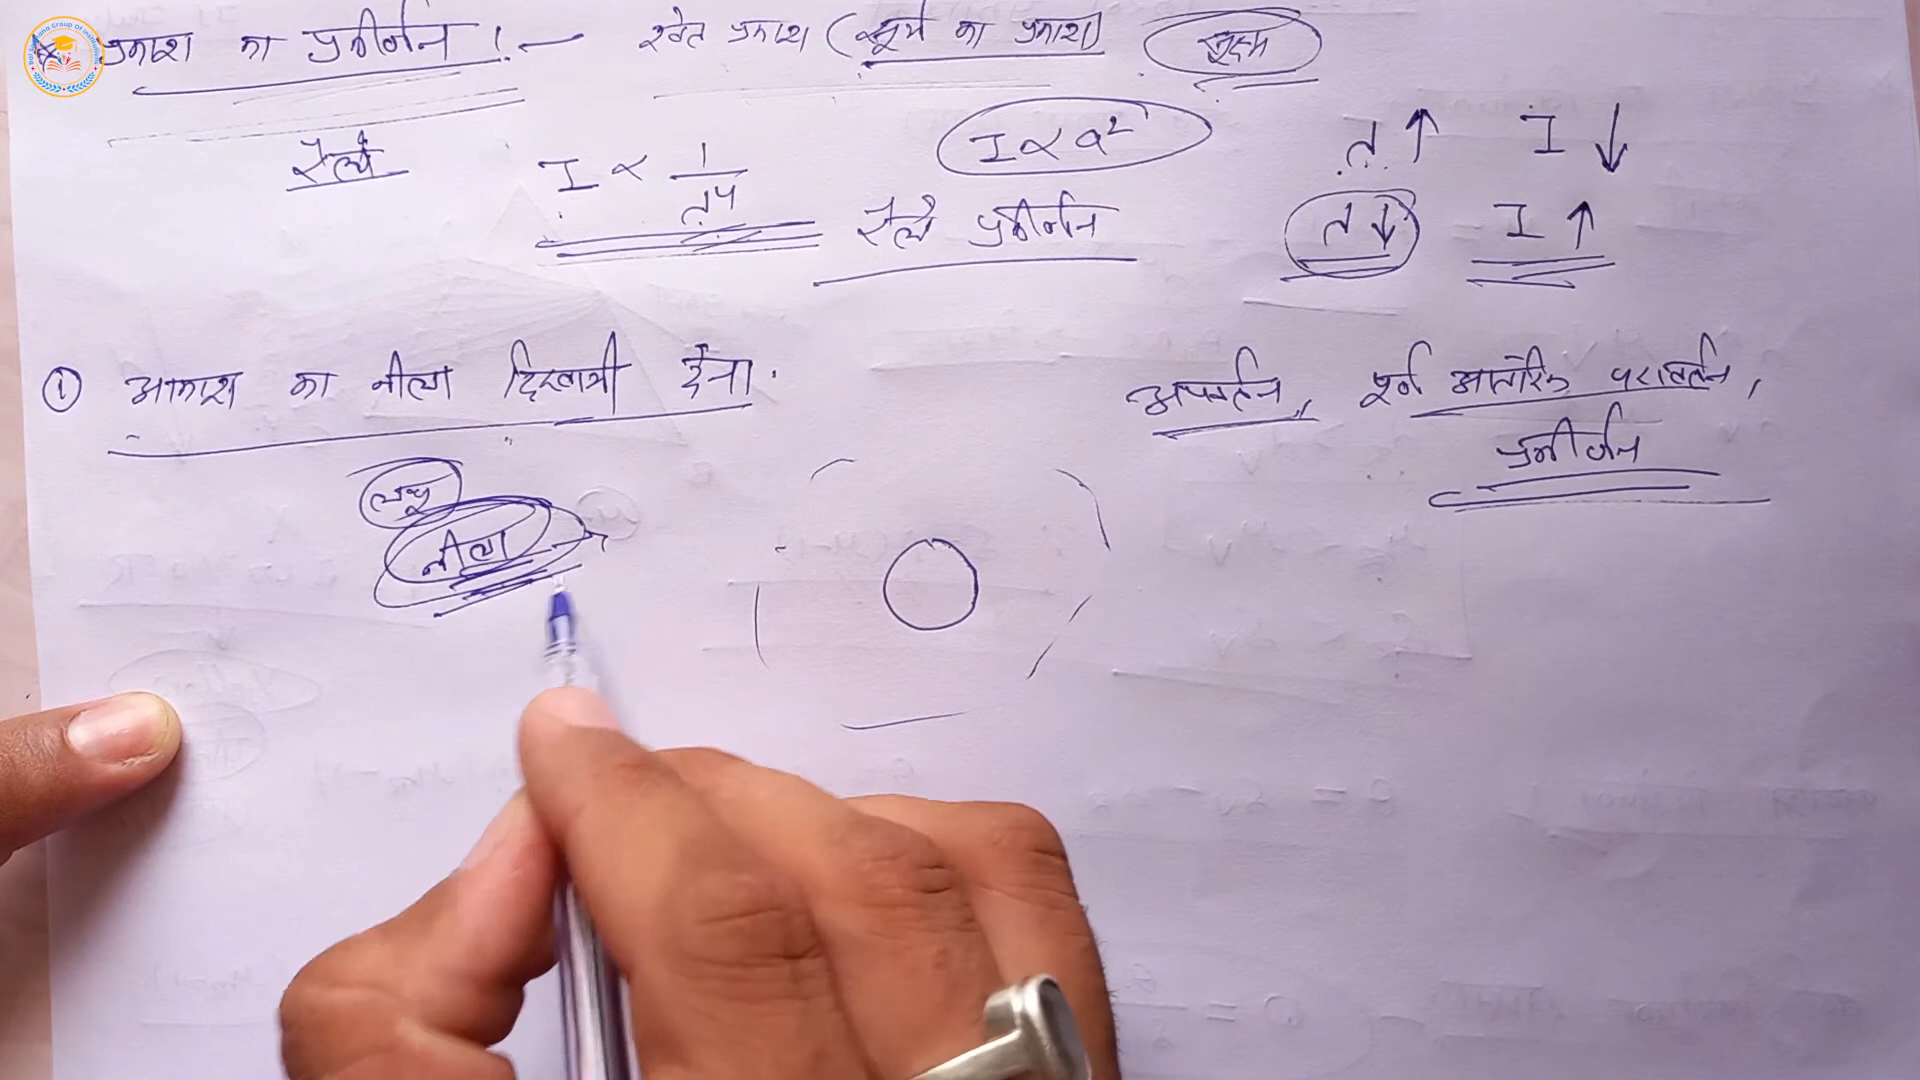 प्रकाश का प्रकीर्णन :— श्वेत प्रकाश (सूर्य का प्रकाश) सूक्ष्म
रैले I ∝ 1/λ⁴ I ∝ a² λ↑ I↓
रैले प्रकीर्णन λ↓ I↑
① आकाश का नीला दिखायी देना. अपवर्तन, पूर्ण आंतरिक परावर्तन,
प्रकीर्णन
नीला